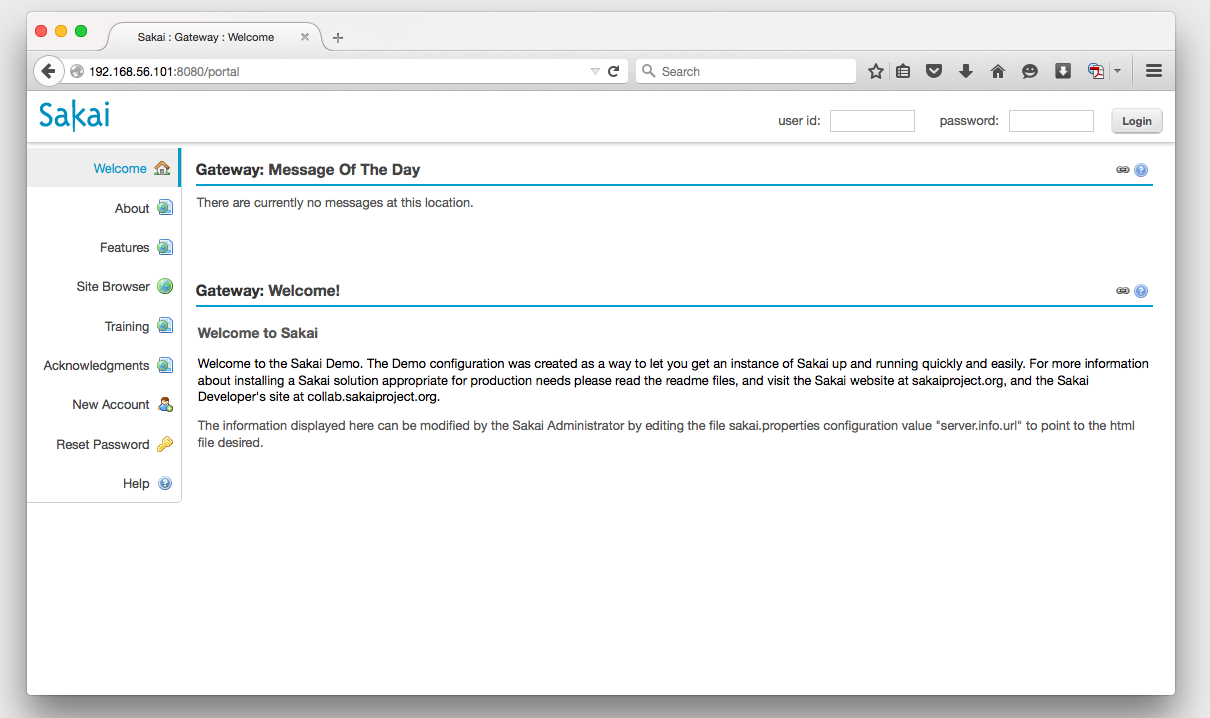 Sakai : Gateway : Welcome
192.168.56.101:8080/portal
Search
Sakai
user id:
password:
Login
Welcome
About
Features
Site Browser
Training
Acknowledgments
New Account
Reset Password
Help
Gateway: Message Of The Day
There are currently no messages at this location.
Gateway: Welcome!
Welcome to Sakai
Welcome to the Sakai Demo. The Demo configuration was created as a way to let you get an instance of Sakai up and running quickly and easily. For more information
about installing a Sakai solution appropriate for production needs please read the readme files, and visit the Sakai website at sakaiproject.org, and the Sakai
Developer's site at collab.sakaiproject.org.
The information displayed here can be modified by the Sakai Administrator by editing the file sakai.properties configuration value "server.info.url" to point to the html
file desired.